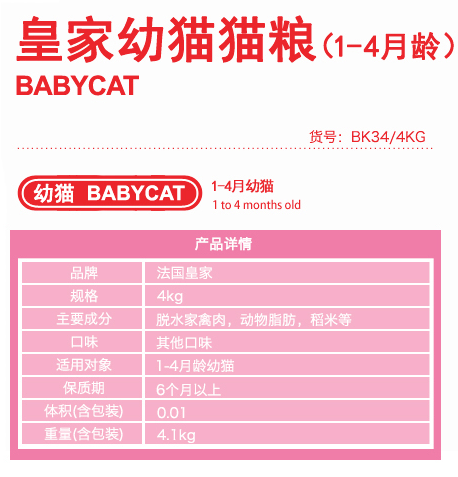 皇家幼猫猫粮(1-4月龄)
BABYCAT
货号: BK34/4KG
幼猫 BABYCAT
1-4月幼猫
1 to 4 months old
产品详情
品牌 法国皇家
规格 4kg
主要成分 脱水家禽肉，动物脂肪，稻米等
口味 其他口味
适用对象 1-4月龄幼猫
保质期 6个月以上
体积(含包装) 0.01
重量(含包装) 4.1kg